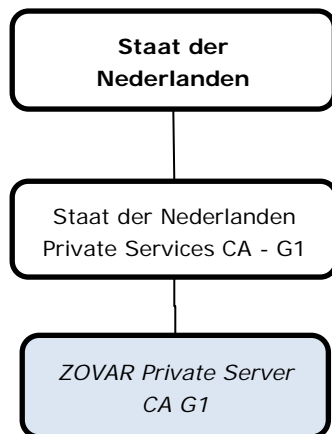 Staat der
Nederlanden
Staat der Nederlanden
Private Services CA - G1
ZOVAR Private Server
CA G1